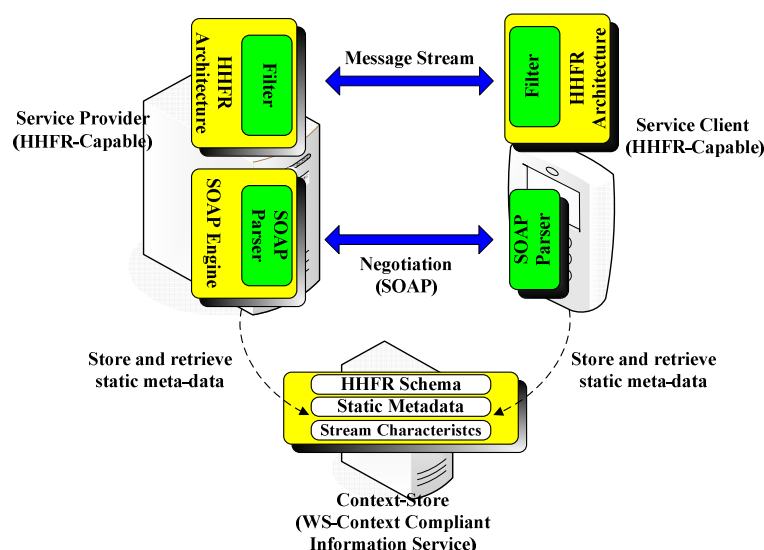 HHFR
Architecture
Filter
Message Stream
Filter
HHFR
Architecture
Service Provider
(HHFR-Capable)
Service Client
(HHFR-Capable)
SOAP Engine
SOAP
Parser
Negotiation
(SOAP)
SOAP
Parser
Store and retrieve
static meta-data
Store and retrieve
static meta-data
HHFR Schema
Static Metadata
Stream Characteristcs
Context-Store
(WS-Context Compliant
Information Service)